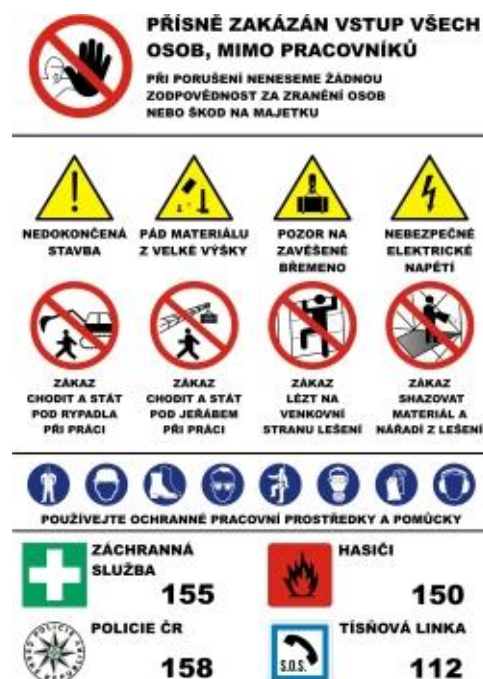 PŘÍSNĚ ZAKÁZÁN VSTUP VŠECH
OSOB, MIMO PRACOVNÍKŮ
PŘI PORUŠENÍ NENESEME ŽÁDNOU
ZODPOVĚDNOST ZA ZRANĚNÍ OSOB
NEBO ŠKOD NA MAJETKU
NEDOKONČENÁ
STAVBA
PÁD MATERIÁLU
Z VELKÉ VÝŠKY
POZOR NA
ZAVĚŠENÉ
BŘEMENO
NEBEZPEČNÉ
ELEKTRICKÉ
NAPĚTÍ
ZÁKAZ
CHODIT A STÁT
POD RYPADLA
PŘI PRÁCI
ZÁKAZ
CHODIT A STÁT
POD JEŘÁBEM
PŘI PRÁCI
ZÁKAZ
LÉZT NA
VENKOVNÍ
STRANU LEŠENÍ
ZÁKAZ
SHAZOVAT
MATERIÁL A
NÁŘADÍ Z LEŠENÍ
POUŽÍVEJTE OCHRANNÉ PRACOVNÍ PROSTŘEDKY A POMŮCKY
ZÁCHRANNÁ
SLUŽBA
155
HASIČI
150
POLICIE ČR
158
POLICIE
ČESKÉ REPUBLIKY
TÍSŇOVÁ LINKA
S.O.S.
112